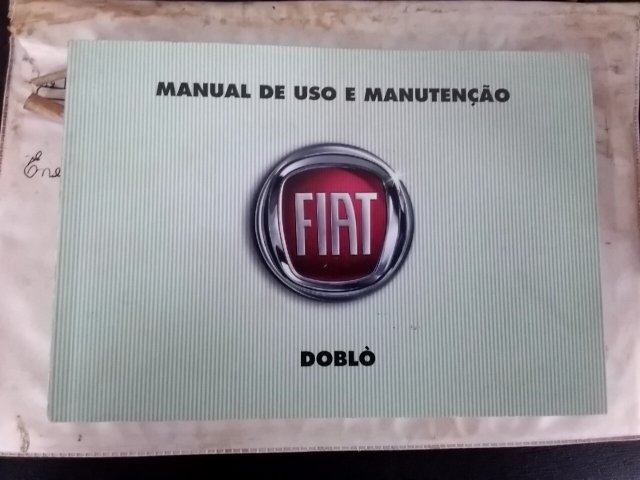 MANUAL DE USO E MANUTENÇÃO
FIAT
DOBLÒ